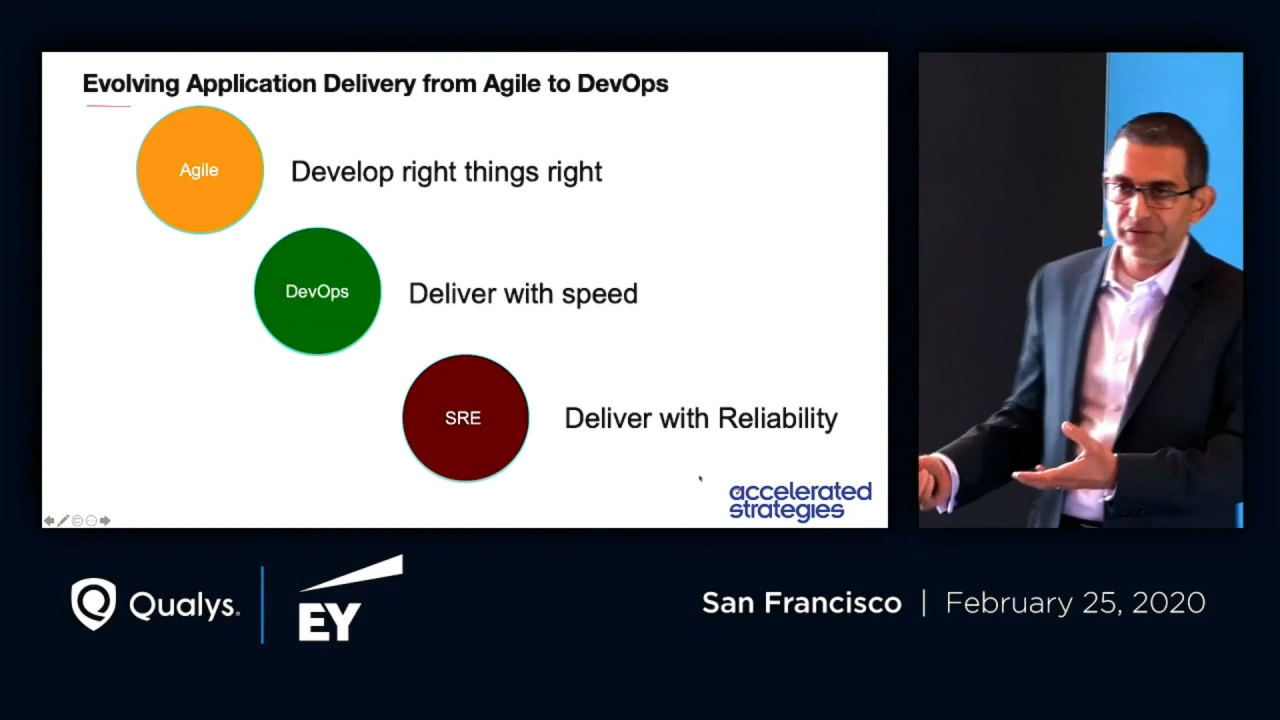 Evolving Application Delivery from Agile to DevOps
Agile
Develop right things right
DevOps
Deliver with speed
SRE
Deliver with Reliability
accelerated
strategies
Qualys.
EY
San Francisco | February 25, 2020